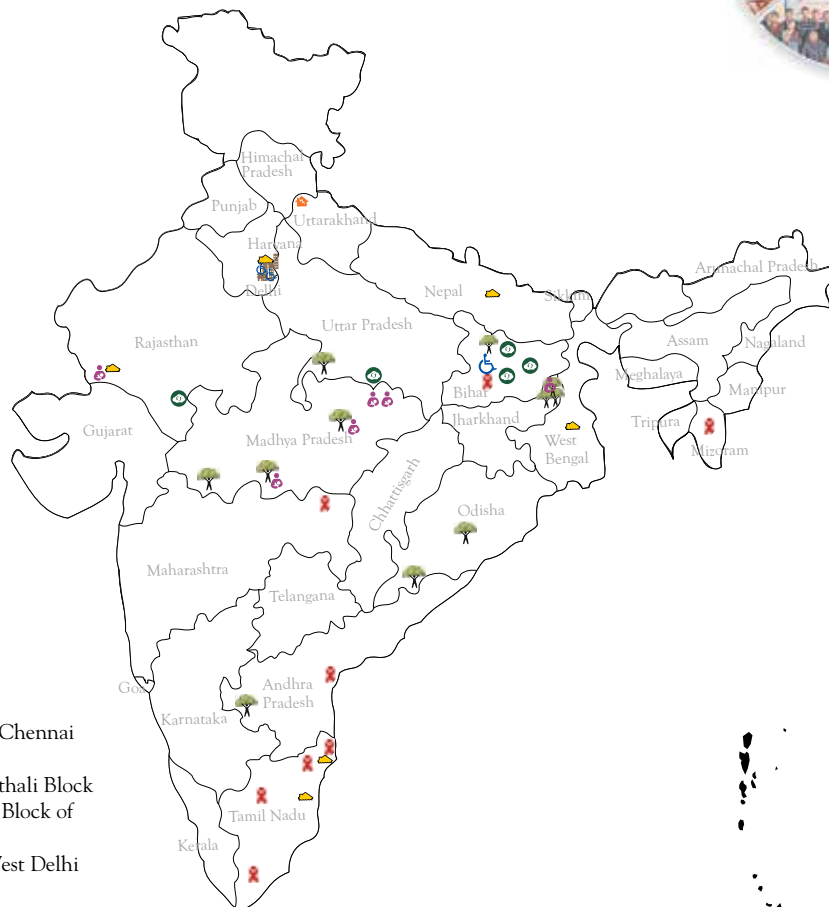 Himachal
Pradesh
Punjab
Uttarakhand
Haryana
Delhi
Nepal
Sikkim
Arunachal Pradesh
Rajasthan
Uttar Pradesh
Assam
Nagaland
Meghalaya
Bihar
Manipur
Gujarat
Madhya Pradesh
Jharkhand
West
Bengal
Tripura
Mizoram
Chhattisgarh
Odisha
Maharashtra
Telangana
Goa
Andhra
Pradesh
Karnataka
Chennai
thali Block
Block of
Tamil Nadu
Kerala
West Delhi